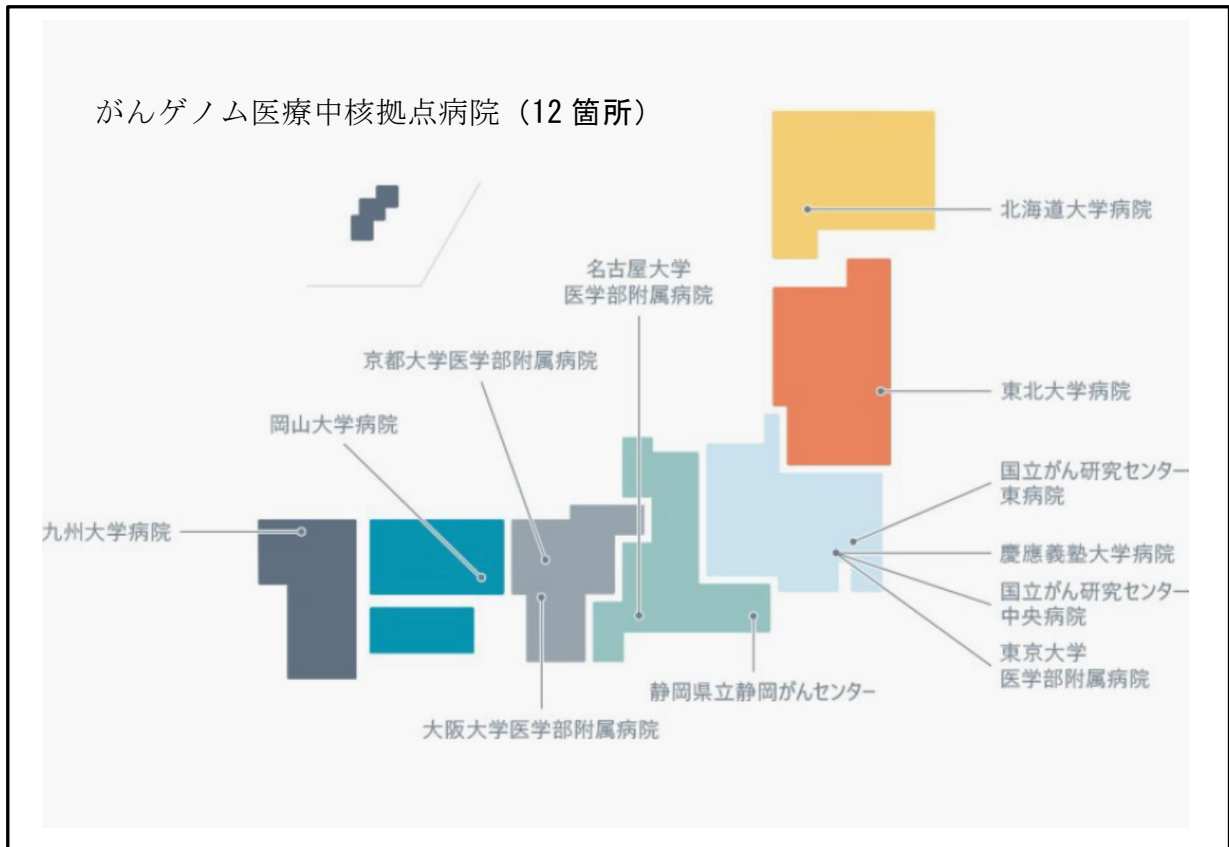 がんゲノム医療中核拠点病院（12 箇所）
北海道大学病院
名古屋大学
医学部附属病院
京都大学医学部附属病院
東北大学病院
岡山大学病院
国立がん研究センター
東病院
九州大学病院
慶應義塾大学病院
国立がん研究センター
中央病院
東京大学
医学部附属病院
静岡県立静岡がんセンター
大阪大学医学部附属病院